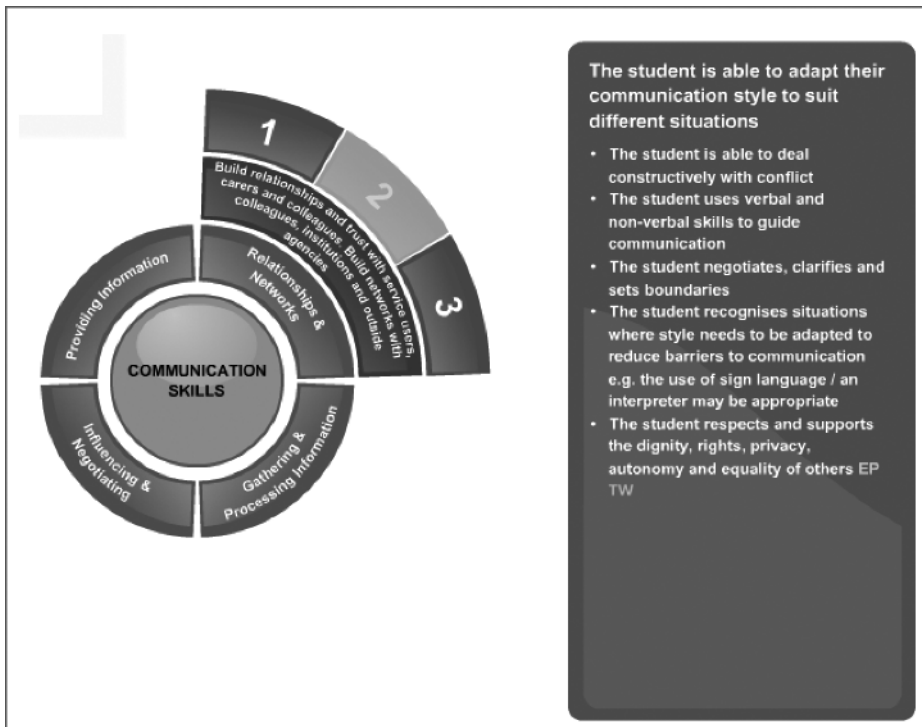 1
2
3
Build relationships and trust with service users,
carers and colleagues. Build networks with
colleagues, institutions and outside
agencies
Providing Information
Relationships &
Networks
COMMUNICATION
SKILLS
Influencing &
Negotiating
Gathering &
Processing Information
The student is able to adapt their
communication style to suit
different situations
• The student is able to deal
constructively with conflict
• The student uses verbal and
non-verbal skills to guide
communication
• The student negotiates, clarifies and
sets boundaries
• The student recognises situations
where style needs to be adapted to
reduce barriers to communication
e.g. the use of sign language / an
interpreter may be appropriate
• The student respects and supports
the dignity, rights, privacy,
autonomy and equality of others EP
TW